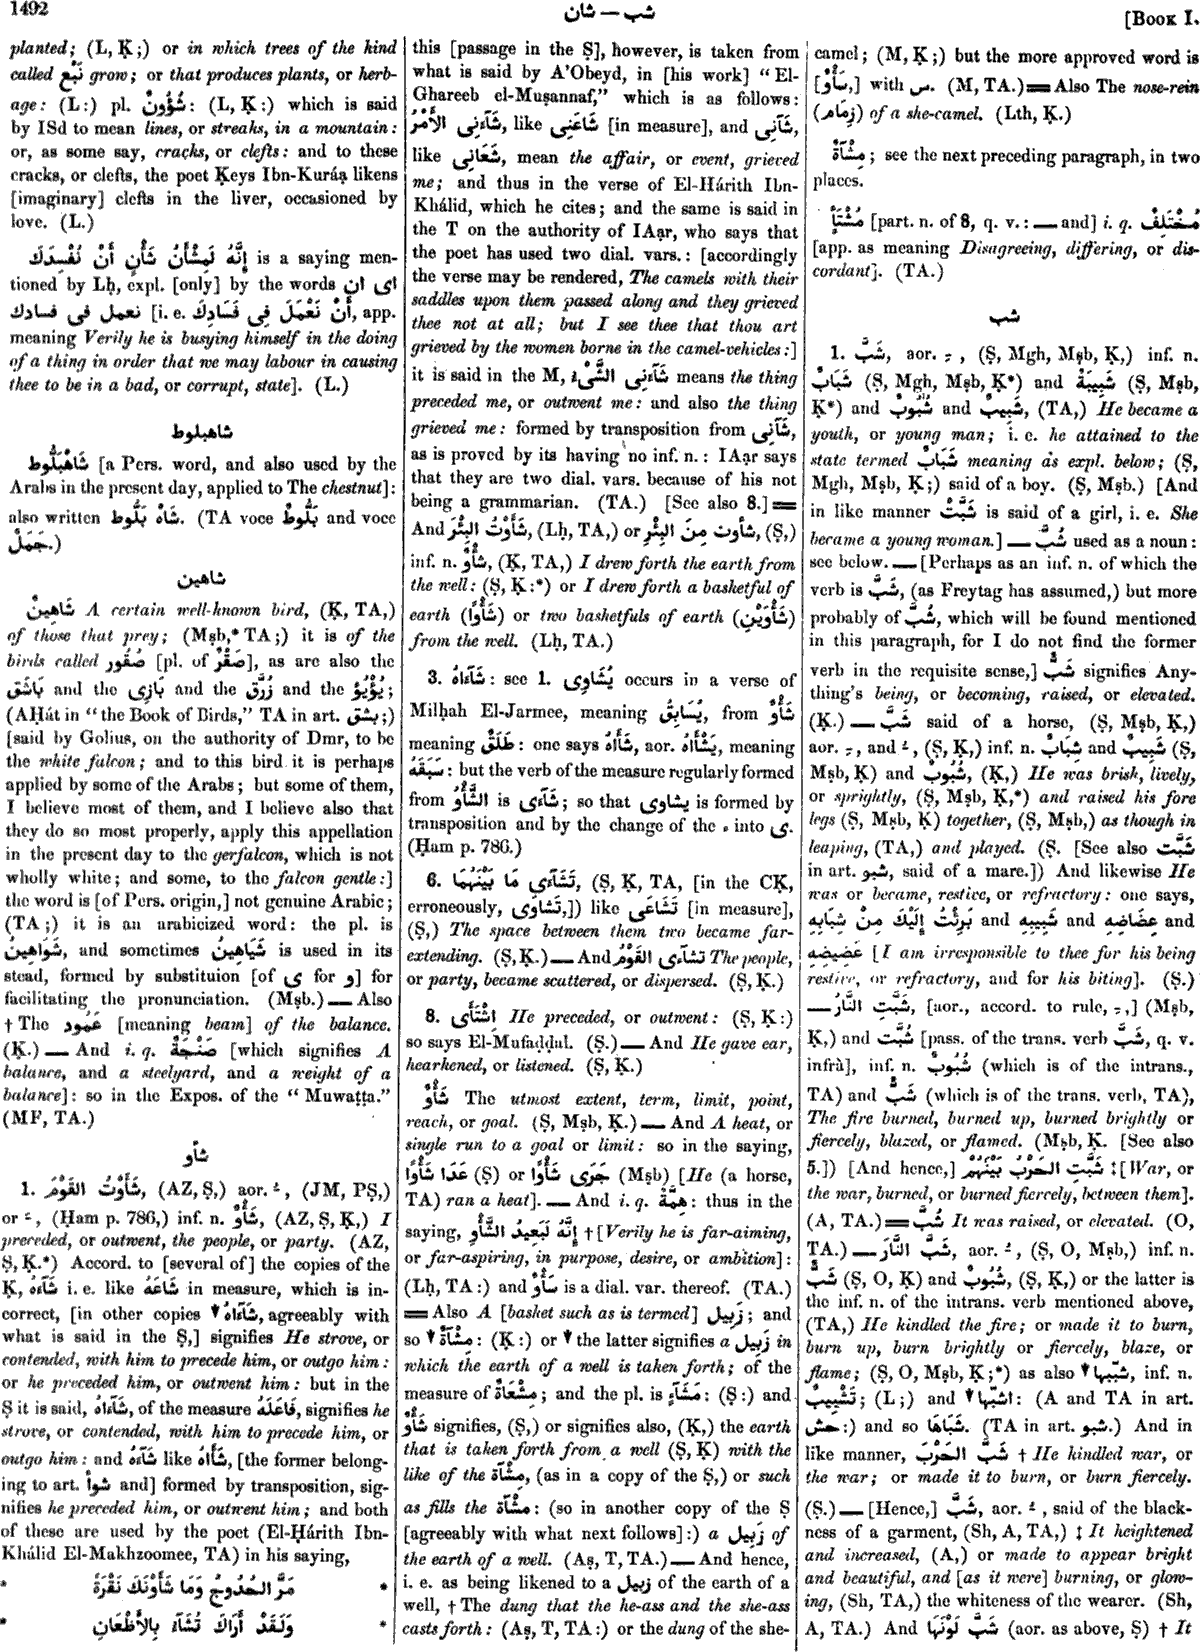 1492
شب — شان
[BOOK I.
planted; (L, Ḳ;) or in which trees of the kind
called نَبْع grow; or that produces plants, or herb-
age: (L:) pl. شُؤُونٌ: (L, Ḳ:) which is said
by ISd to mean lines, or streaks, in a mountain:
or, as some say, cracks, or clefts: and to these
cracks, or clefts, the poet Ḳeys Ibn-Kuráạ likens
[imaginary] clefts in the liver, occasioned by
love. (L.)
إِنَّهُ لَمِشْأَنُ شَأْنٍ أَنْ نُفْسِدَكَ is a saying men-
tioned by Lḥ, expl. [only] by the words اى ان
نعمل فى فسادك [i. e. أَنْ نَعْمَلَ فِى فَسَادِكَ, app.
meaning Verily he is busying himself in the doing
of a thing in order that we may labour in causing
thee to be in a bad, or corrupt, state]. (L.)
شاهبلوط
شَاهْبَلُّوط [a Pers. word, and also used by the
Arabs in the present day, applied to The chestnut]:
also written شَاهْ بَلُّوط. (TA voce بَلُّوطٌ and voce
جَمَلٌ.)
شاهين
شَاهِينٌ A certain well-known bird, (Ḳ, TA,)
of those that prey; (Mṣb,* TA;) it is of the
birds called صُقُور [pl. of صَقْرٌ], as are also the
بَاشَق and the بَازِى and the زُرَّق and the يُؤْيُؤ;
(AḤát in “the Book of Birds,” TA in art. بشق;)
[said by Golius, on the authority of Dmr, to be
the white falcon; and to this bird it is perhaps
applied by some of the Arabs; but some of them,
I believe most of them, and I believe also that
they do so most properly, apply this appellation
in the present day to the gerfalcon, which is not
wholly white; and some, to the falcon gentle:]
the word is [of Pers. origin,] not genuine Arabic;
(TA;) it is an arabicized word: the pl. is
شَوَاهِينُ, and sometimes شَيَاهِينُ is used in its
stead, formed by substituion [of ى for و] for
facilitating the pronunciation. (Mṣb.) — Also
† The عَمُود [meaning beam] of the balance.
(Ḳ.) — And i. q. صَنْجَةٌ [which signifies A
balance, and a steelyard, and a weight of a
balance]: so in the Expos. of the “Muwaṭṭa.”
(MF, TA.)
شأو
1. شَأَوْتُ القَوْمَ, (AZ, Ṣ,) aor. ـُ, (JM, PṢ,)
or ـَ, (Ḥam p. 786,) inf. n. شَأْوٌ, (AZ, Ṣ, Ḳ,) I
preceded, or outwent, the people, or party. (AZ,
Ṣ, Ḳ.*) Accord. to [several of] the copies of the
Ḳ, شَآءَهُ i. e. like شَاعَهُ in measure, which is in-
correct, [in other copies ▼ شَآءَاهُ, agreeably with
what is said in the Ṣ,] signifies He strove, or
contended, with him to precede him, or outgo him:
or he preceded him, or outwent him: but in the
Ṣ it is said, شَآءَاهُ, of the measure فَاعَلَهُ, signifies he
strove, or contended, with him to precede him, or
outgo him: and شَآءَهُ like شَأَاهُ, [the former belong-
ing to art. شوأ and] formed by transposition, sig-
nifies he preceded him, or outwent him; and both
of these are used by the poet (El-Ḥárith Ibn-
Khálid El-Makhzoomee, TA) in his saying,
* مَرَّ الحُدُوجُ وَمَا شَأَوْنَكَ نَقْرَةً *
* وَلَقَدْ أَرَاكَ تُشَآءُ بِالأَظْعَانِ *
this [passage in the Ṣ], however, is taken from
what is said by A’Obeyd, in [his work] “El-
Ghareeb el-Muṣannaf,” which is as follows:
شَآءَنِى الأَمْرُ, like شَاعَنِى [in measure], and شَآنِى,
like شَعَانِى, mean the affair, or event, grieved
me; and thus in the verse of El-Hárith Ibn-
Khálid, which he cites; and the same is said in
the T on the authority of IAạr, who says that
the poet has used two dial. vars.: [accordingly
the verse may be rendered, The camels with their
saddles upon them passed along and they grieved
thee not at all; but I see thee that thou art
grieved by the women borne in the camel-vehicles:]
it is said in the M, شَآءَنِى الشَّىْءُ means the thing
preceded me, or outwent me: and also the thing
grieved me: formed by transposition from شَآنِى,
as is proved by its having no inf. n.: IAạr says
that they are two dial. vars. because of his not
being a grammarian. (TA.) [See also 8.] ═
And شَأَوْتُ البِئْرَ, (Lḥ, TA,) or شأوت مِنَ البِئْرِ, (Ṣ,)
inf. n. شَأْوٌ, (Ḳ, TA,) I drew forth the earth from
the well: (Ṣ, Ḳ:*) or I drew forth a basketful of
earth (شَأْوًا) or two basketfuls of earth (شَأْوَيْنِ)
from the well. (Lḥ, TA.)
3. شَآءَاهُ: see 1. يُشَاوِى occurs in a verse of
Milḥah El-Jarmee, meaning يُسَابِقُ, from شَأْوٌ
meaning طَلَقٌ: one says شَأَاهُ, aor. يَشْأَاهُ, meaning
سَبَقَهُ: but the verb of the measure regularly formed
from الشَّأْوُ is شَآءَى; so that يشاوى is formed by
transposition and by the change of the ء into ى.
(Ḥam p. 786.)
6. تَشَآءَى مَا بَيْنَهُمَا, (Ṣ, Ḳ, TA, [in the CḲ,
erroneously, تَشَاوَى,]) like تَشَاعَى [in measure],
(Ṣ,) The space between them two became far-
extending. (Ṣ, Ḳ.) — And تشآءى القَوْمُ The people,
or party, became scattered, or dispersed. (Ṣ, Ḳ.)
8. اِشْتَأَى He preceded, or outwent: (Ṣ, Ḳ:)
so says El-Mufaḍḍal. (Ṣ.) — And He gave ear,
hearkened, or listened. (Ṣ, Ḳ.)
شَأْوٌ The utmost extent, term, limit, point,
reach, or goal. (Ṣ, Mṣb, Ḳ.) — And A heat, or
single run to a goal or limit: so in the saying,
عَدَا شَأْوًا (Ṣ) or جَرَى شَأْوًا (Mṣb) [He (a horse,
TA) ran a heat]. — And i. q. هِمَّةٌ: thus in the
saying, إِنَّهُ لَبَعِيدُ الشَّأْوِ † [Verily he is far-aiming,
or far-aspiring, in purpose, desire, or ambition]:
(Lḥ, TA:) and سَأْوٌ is a dial. var. thereof. (TA.)
═ Also A [basket such as is termed] زَبِيل; and
so ▼ مِشْآةٌ: (Ḳ:) or ▼ the latter signifies a زَبِيل in
which the earth of a well is taken forth; of the
measure of مِشْعَاةٌ; and the pl. is مَشَآءٍ: (Ṣ:) and
شَأْوٌ signifies, (Ṣ,) or signifies also, (Ḳ,) the earth
that is taken forth from a well (Ṣ, Ḳ) with the
like of the مِشْآة, (as in a copy of the Ṣ,) or such
as fills the مِشْآة: (so in another copy of the Ṣ
[agreeably with what next follows]:) a زَبِيل of
the earth of a well. (Aṣ, T, TA.) — And hence,
i. e. as being likened to a زبيل of the earth of a
well, † The dung that the he-ass and the she-ass
casts forth: (Aṣ, T, TA:) or the dung of the she-
camel; (M, Ḳ;) but the more approved word is
[سَأْوٌ,] with س. (M, TA.) ═ Also The nose-rein
(زِمَام) of a she-camel. (Lth, Ḳ.)
مِشْآةٌ; see the next preceding paragraph, in two
places.
مُشْتَإٍ [part. n. of 8, q. v.: — and] i. q. مُخْتَلِفٌ
[app. as meaning Disagreeing, differing, or dis-
cordant]. (TA.)
شب
1. شَبَّ, aor. ـِ, (Ṣ, Mgh, Mṣb, Ḳ,) inf. n.
شَبَابٌ (Ṣ, Mgh, Mṣb, Ḳ*) and شَبِيبَةٌ (Ṣ, Mṣb,
Ḳ*) and شُبُوبٌ and شَبِيبٌ, (TA,) He became a
youth, or young man; i. e. he attained to the
state termed شَبَابٌ meaning as expl. below; (Ṣ,
Mgh, Mṣb, Ḳ;) said of a boy. (Ṣ, Mṣb.) [And
in like manner شَبَّتْ is said of a girl, i. e. She
became a young woman.] — شُبَّ used as a noun:
see below. — [Perhaps as an inf. n. of which the
verb is شَبَّ, (as Freytag has assumed,) but more
probably of شُبَّ, which will be found mentioned
in this paragraph, for I do not find the former
verb in the requisite sense,] شَبٌّ signifies Any-
thing’s being, or becoming, raised, or elevated.
(Ḳ.) — شَبَّ said of a horse, (Ṣ, Mṣb, Ḳ,)
aor. ـِ, and ـُ, (Ṣ, Ḳ,) inf. n. شِبَابٌ and شَبِيبٌ (Ṣ,
Mṣb, Ḳ) and شُبُوبٌ, (Ḳ,) He was brisk, lively,
or sprightly, (Ṣ, Mṣb, Ḳ,*) and raised his fore
legs (Ṣ, Mṣb, Ḳ) together, (Ṣ, Mṣb,) as though in
leaping, (TA,) and played. (Ṣ. [See also شَبَّت
in art. شبو, said of a mare.]) And likewise He
was or became, restive, or refractory: one says,
بَرِئْتُ إِلَيْكَ مِنْ شِبَابِهِ and شَبِيبِهِ and عِضَاضِهِ and
عَضِيضِهِ [I am irresponsible to thee for his being
restive, or refractory, and for his biting]. (Ṣ.)
— شَبَّتِ النَّارُ, [aor., accord. to rule, ـِ,] (Mṣb,
Ḳ,) and شُبَّت [pass. of the trans. verb شَبَّ, q. v.
infrà], inf. n. شُبُوبٌ (which is of the intrans.,
TA) and شَبٌّ (which is of the trans. verb, TA),
The fire burned, burned up, burned brightly or
fiercely, blazed, or flamed. (Mṣb, Ḳ. [See also
5.]) [And hence,] شَبَّتِ الحَرْبُ بَيْنَهُمْ ‡ [War, or
the war, burned, or burned fiercely, between them].
(A, TA.) ═ شُبَّ It was raised, or elevated. (O,
TA.) — شَبَّ النَّارَ, aor. ـُ, (Ṣ, O, Mṣb,) inf. n.
شَبٌّ (Ṣ, O, Ḳ) and شُبُوبٌ, (Ṣ, Ḳ,) or the latter is
the inf. n. of the intrans. verb mentioned above,
(TA,) He kindled the fire; or made it to burn,
burn up, burn brightly or fiercely, blaze, or
flame; (Ṣ, O, Mṣb, Ḳ;*) as also ▼ شبّبها, inf. n.
تَشْبِيبٌ; (L;) and ▼ اشبّها: (A and TA in art.
حش:) and so شَبَاهَا. (TA in art. شبو.) And in
like manner, شَبَّ الحَرْبَ † He kindled war, or
the war; or made it to burn, or burn fiercely.
(Ṣ.) — [Hence,] شَبَّ, aor. ـُ, said of the black-
ness of a garment, (Sh, A, TA,) ‡ It heightened
and increased, (A,) or made to appear bright
and beautiful, and [as it were] burning, or glow-
ing, (Sh, TA,) the whiteness of the wearer. (Sh,
A, TA.) And شَبَّ لَوْنَهَا (aor. as above, Ṣ) † It